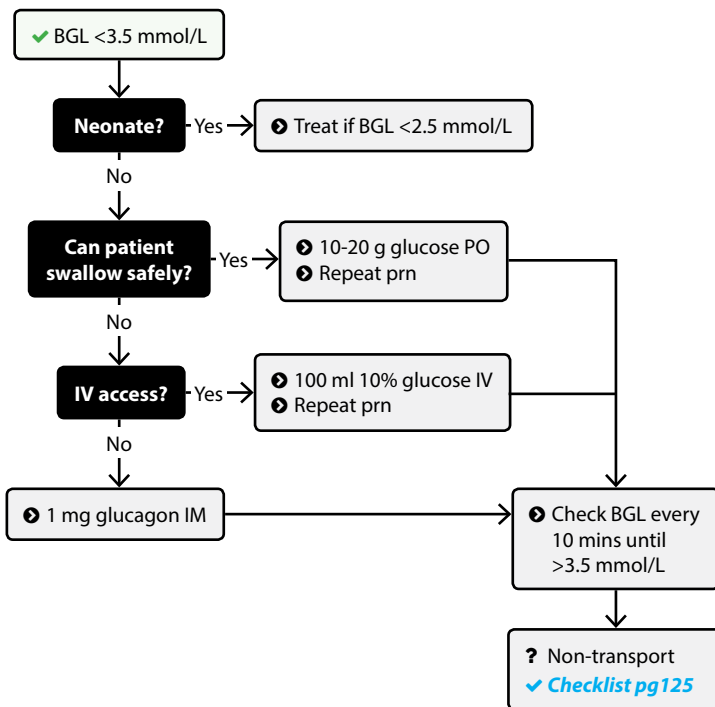 BGL <3.5 mmol/L
Neonate?
Yes
Treat if BGL <2.5 mmol/L
No
Can patient
swallow safely?
Yes
10-20 g glucose PO
Repeat prn
No
IV access?
Yes
100 ml 10% glucose IV
Repeat prn
No
1 mg glucagon IM
Check BGL every
10 mins until
>3.5 mmol/L
? Non-transport
Checklist pg125